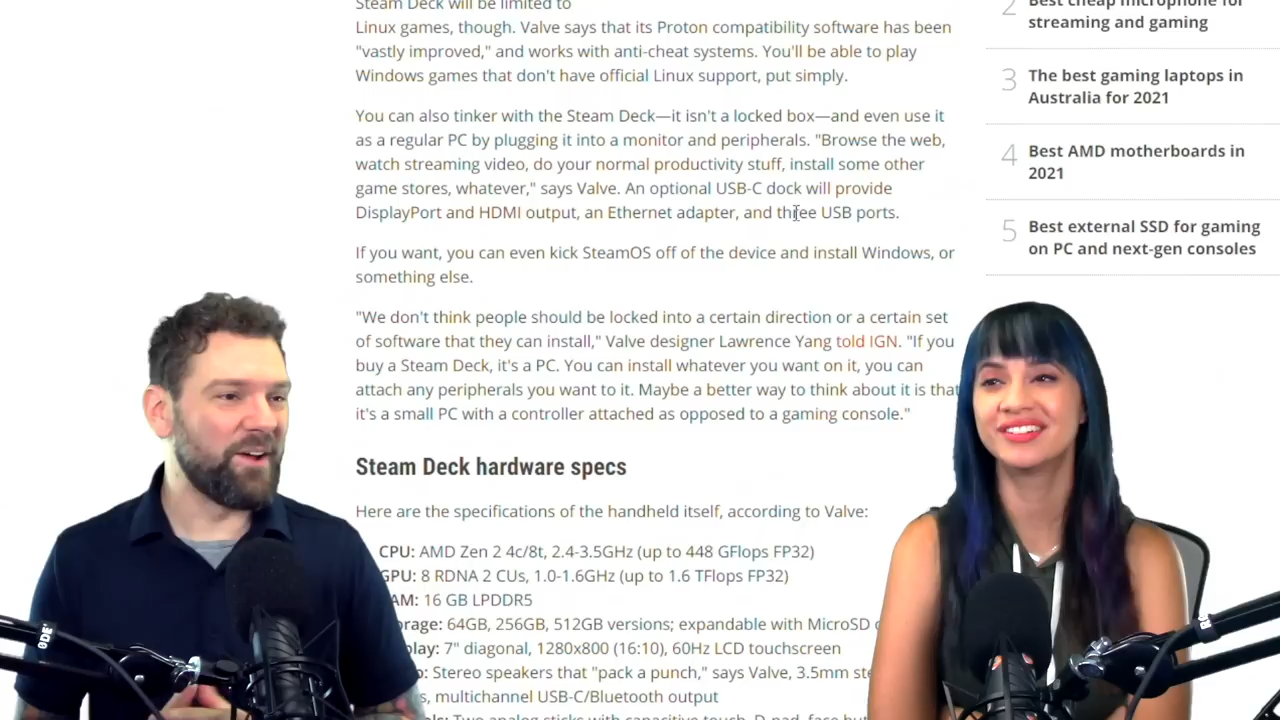 Steam Deck will be limited to
Linux games, though. Valve says that its Proton compatibility software has been
"vastly improved," and works with anti-cheat systems. You'll be able to play
Windows games that don't have official Linux support, put simply.
You can also tinker with the Steam Deck—it isn't a locked box—and even use it
as a regular PC by plugging it into a monitor and peripherals. "Browse the web,
watch streaming video, do your normal productivity stuff, install some other
game stores, whatever," says Valve. An optional USB-C dock will provide
DisplayPort and HDMI output, an Ethernet adapter, and three USB ports.
If you want, you can even kick SteamOS off of the device and install Windows, or
something else.
"We don't think people should be locked into a certain direction or a certain set
of software that they can install," Valve designer Lawrence Yang told IGN. "If you
buy a Steam Deck, it's a PC. You can install whatever you want on it, you can
attach any peripherals you want to it. Maybe a better way to think about it is that
it's a small PC with a controller attached as opposed to a gaming console."
Steam Deck hardware specs
Here are the specifications of the handheld itself, according to Valve:
CPU: AMD Zen 2 4c/8t, 2.4-3.5GHz (up to 448 GFlops FP32)
GPU: 8 RDNA 2 CUs, 1.0-1.6GHz (up to 1.6 TFlops FP32)
AM: 16 GB LPDDR5
rage: 64GB, 256GB, 512GB versions; expandable with MicroSD
play: 7" diagonal, 1280x800 (16:10), 60Hz LCD touchscreen
Stereo speakers that "pack a punch," says Valve, 3.5mm
multichannel USB-C/Bluetooth output
Two analog sticks with capacitive touch, D-pad, face
2 Best cheap microphone for
streaming and gaming
3 The best gaming laptops in
Australia for 2021
4 Best AMD motherboards in
2021
5 Best external SSD for gaming
on PC and next-gen consoles